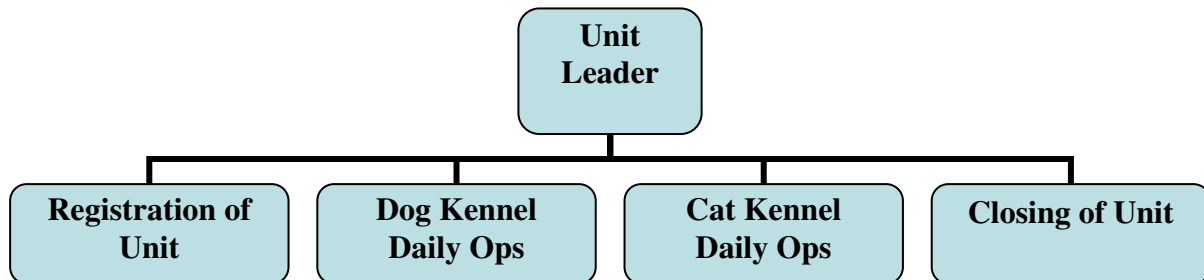 Unit
Leader
Registration of
Unit
Dog Kennel
Daily Ops
Cat Kennel
Daily Ops
Closing of Unit